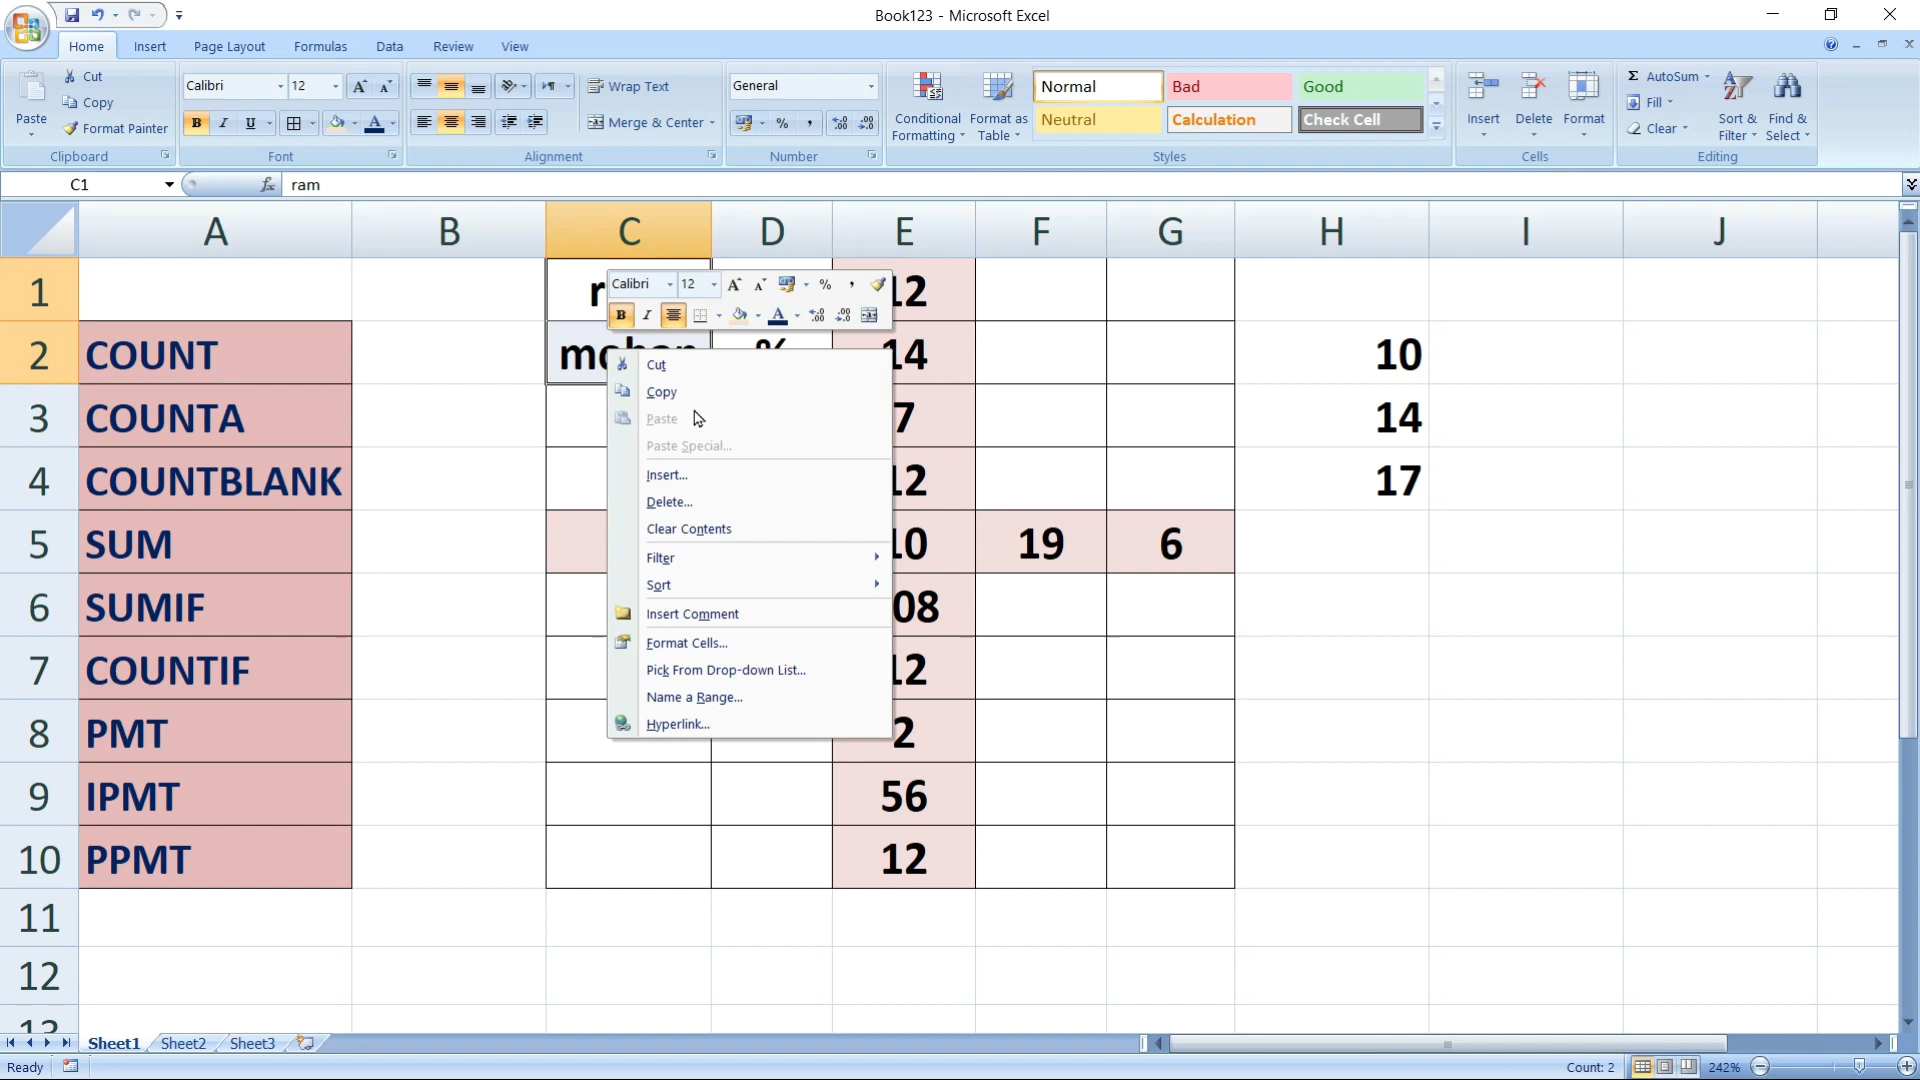 Book123 - Microsoft Excel
Home Insert Page Layout Formulas Data Review View
Paste
Cut
Copy
Format Painter
Clipboard
Calibri 12
B I U
Font
Wrap Text
Merge & Center
Alignment
General
%
Number
Conditional Formatting
Format as Table
Normal Bad Good
Neutral Calculation Check Cell
Styles
Insert Delete Format
Cells
Σ AutoSum
Fill
Clear
Sort & Filter
Find & Select
Editing
C1 fx ram
A B C D E F G H I J
1
2 COUNT % 14 10
3 COUNTA 7 14
4 COUNTBLANK 17
5 SUM 19 6
6 SUMIF
7 COUNTIF
8 PMT 2
9 IPMT 56
10 PPMT 12
11
12
Calibri 12 %
B I
Cut
Copy
Paste
Paste Special...
Insert...
Delete...
Clear Contents
Filter
Sort
Insert Comment
Format Cells...
Pick From Drop-down List...
Name a Range...
Hyperlink...
Sheet1 Sheet2 Sheet3
Ready Count: 2 242%